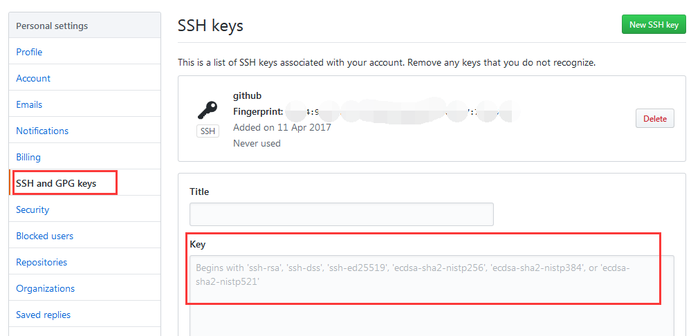 Personal settings
Profile
Account
Emails
Notifications
Billing
SSH and GPG keys
Security
Blocked users
Repositories
Organizations
Saved replies
SSH keys
New SSH key
This is a list of SSH keys associated with your account. Remove any keys that you do not recognize.
github
Fingerprint:
SSH
Added on 11 Apr 2017
Never used
Delete
Title
Key
Begins with 'ssh-rsa', 'ssh-dss', 'ssh-ed25519', 'ecdsa-sha2-nistp256', 'ecdsa-sha2-nistp384', or 'ecdsa-
sha2-nistp521'